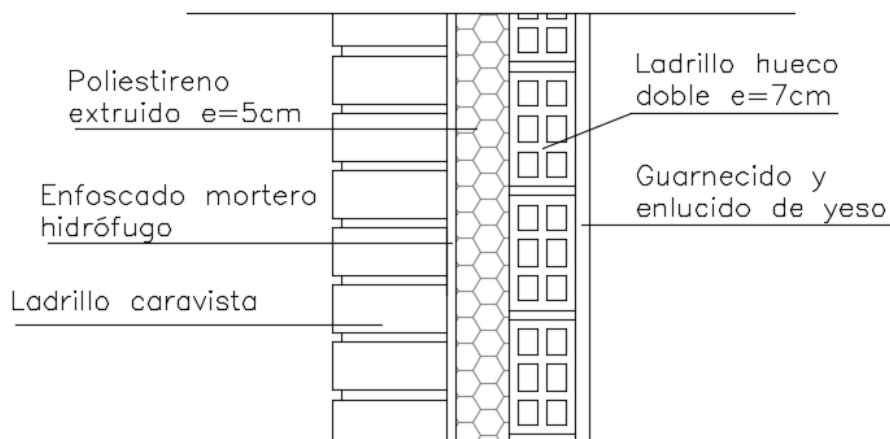 Poliestireno
extruido e=5cm
Enfoscado mortero
hidrófugo
Ladrillo caravista
Ladrillo hueco
doble e=7cm
Guarnecido y
enlucido de yeso